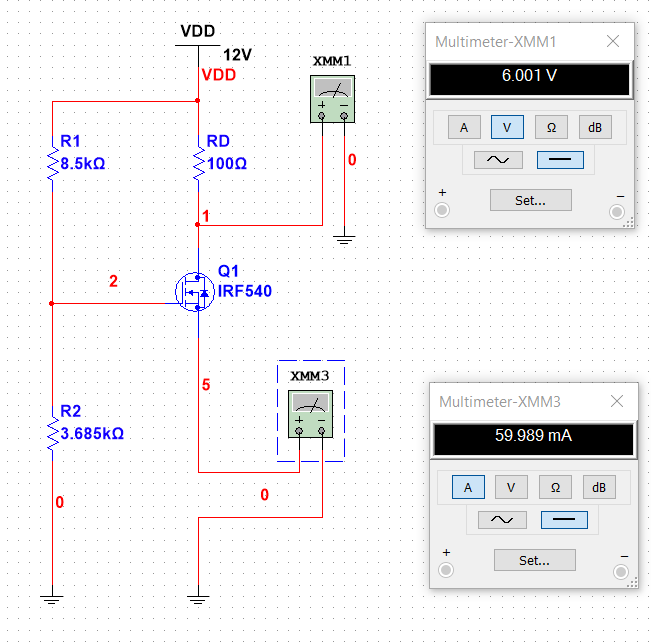 VDD
12V
VDD
XMM1
R1
8.5kΩ
RD
100Ω
0
1
2
Q1
IRF540
5
XMM3
R2
3.685kΩ
0
0
Multimeter-XMM1
6.001 V
A V Ω dB
+ Set... −
Multimeter-XMM3
59.989 mA
A V Ω dB
+ Set... −